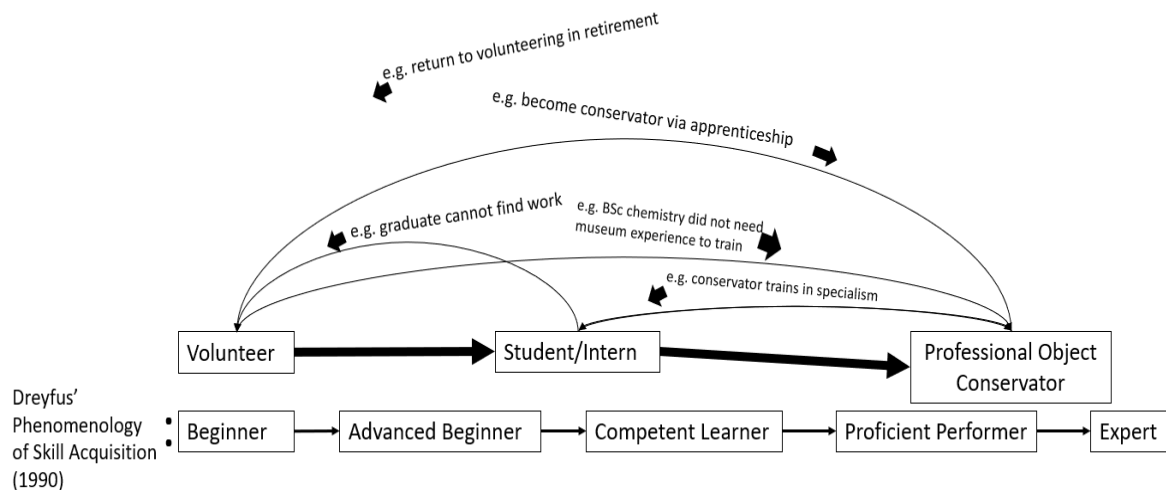 e.g. return to volunteering in retirement
e.g. become conservator via apprenticeship
e.g. graduate cannot find work
e.g. BSc chemistry did not need
museum experience to train
e.g. conservator trains in specialism
Volunteer
Student/Intern
Professional Object
Conservator
Dreyfus’
Phenomenology
of Skill Acquisition
(1990)
:
Beginner
Advanced Beginner
Competent Learner
Proficient Performer
Expert